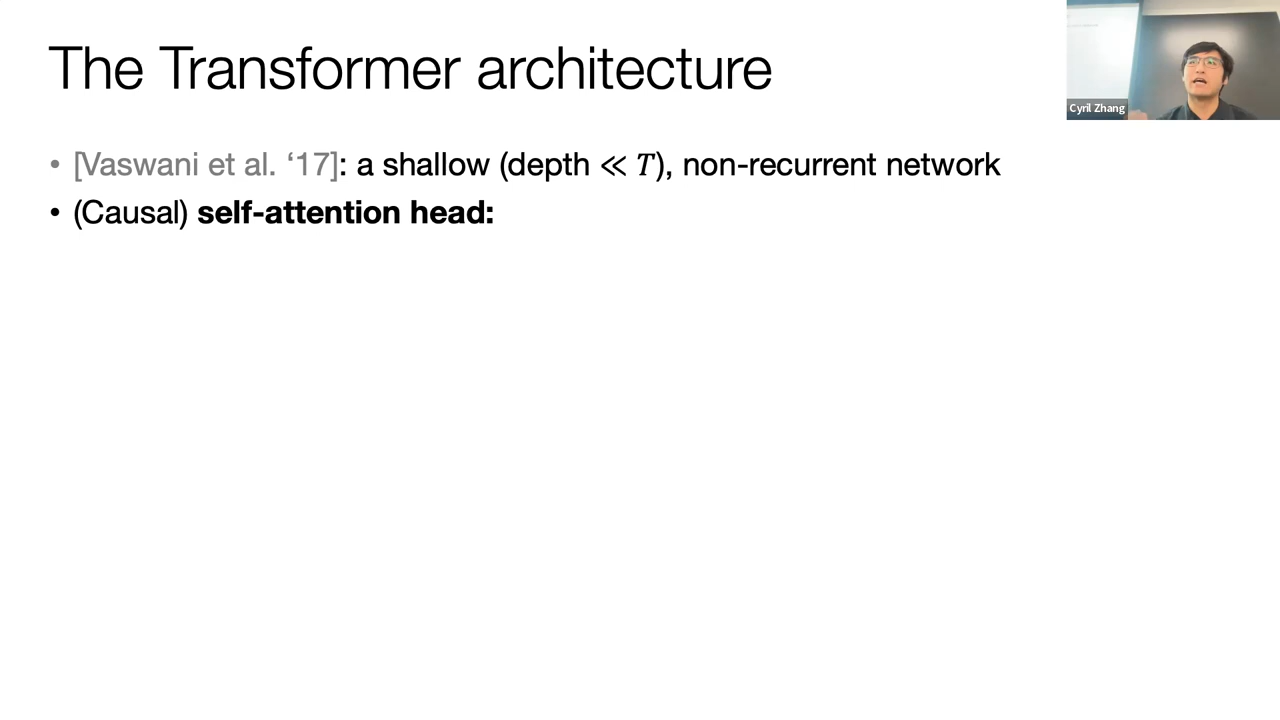 The Transformer architecture
Cyril Zhang
• [Vaswani et al. ‘17]: a shallow (depth ≪ T), non-recurrent network
• (Causal) self-attention head: